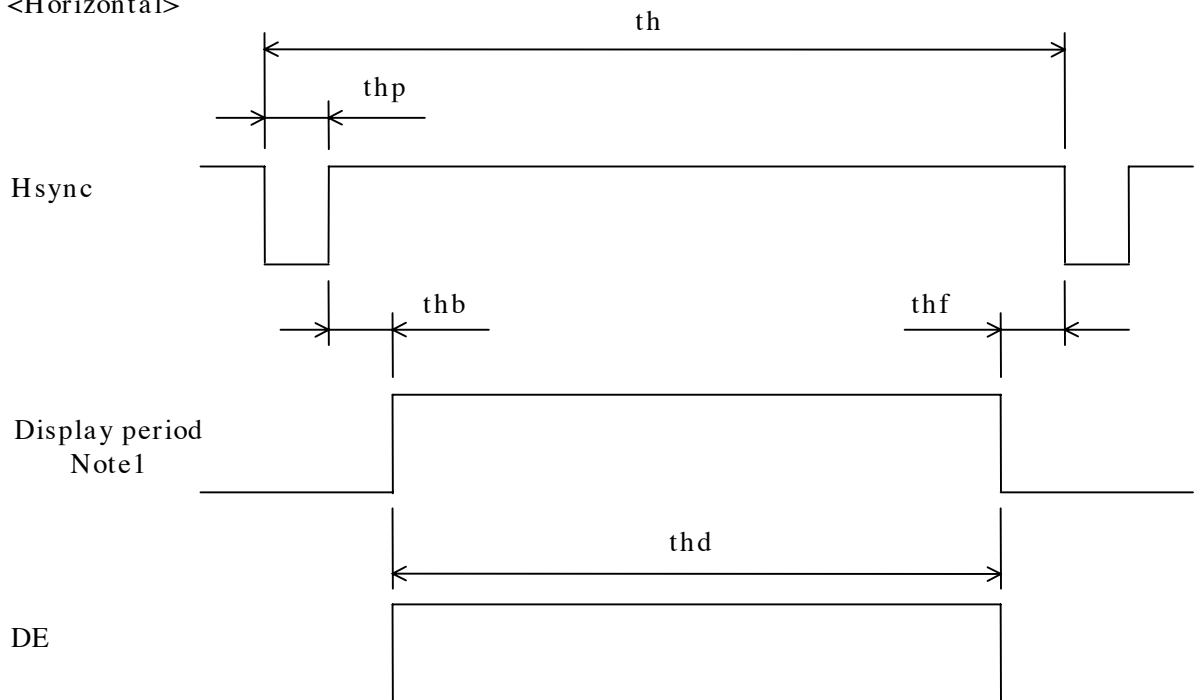 <Horizontal>
th
thp
Hsync
thb
thf
Display period
Note1
thd
DE